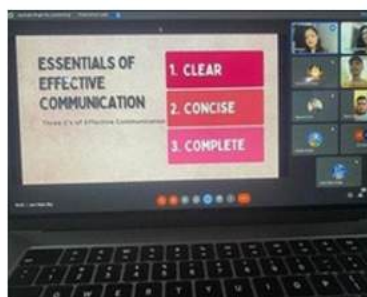 ESSENTIALS OF
EFFECTIVE
COMMUNICATION
Three C's of Effective Communication
1. CLEAR
2. CONCISE
3. COMPLETE
Q W E R T Y U I O P